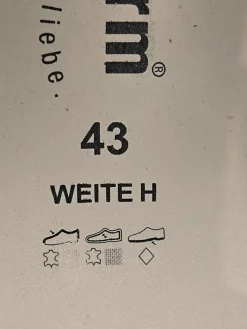 rm®
liebe.
43
WEITE H